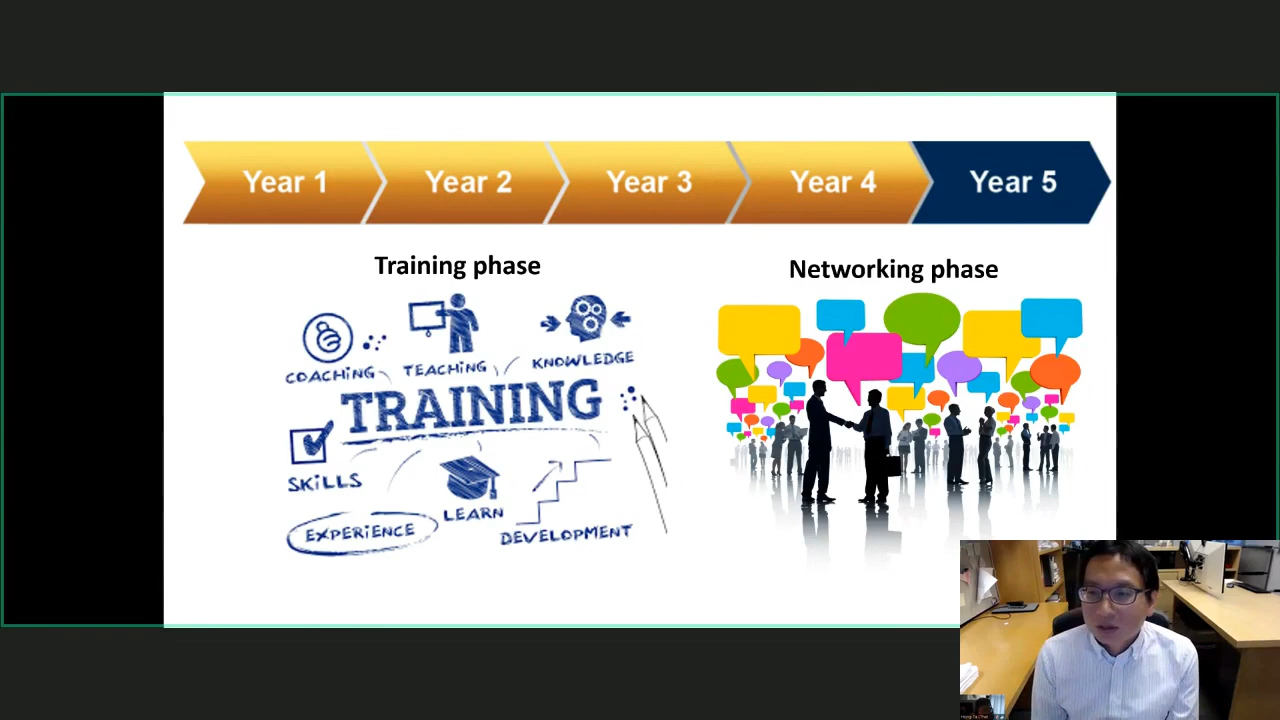 Year 1
Year 2
Year 3
Year 4
Year 5
Training phase
Networking phase
COACHING
TEACHING
KNOWLEDGE
TRAINING
SKILLS
LEARN
EXPERIENCE
DEVELOPMENT